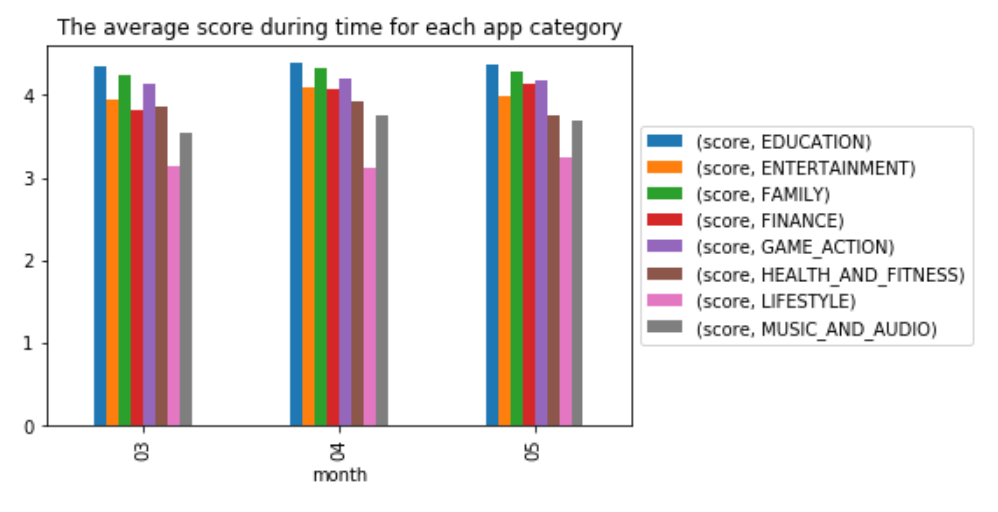 The average score during time for each app category
4
3
2
1
0
03
04
05
month
(score, EDUCATION)
(score, ENTERTAINMENT)
(score, FAMILY)
(score, FINANCE)
(score, GAME_ACTION)
(score, HEALTH_AND_FITNESS)
(score, LIFESTYLE)
(score, MUSIC_AND_AUDIO)